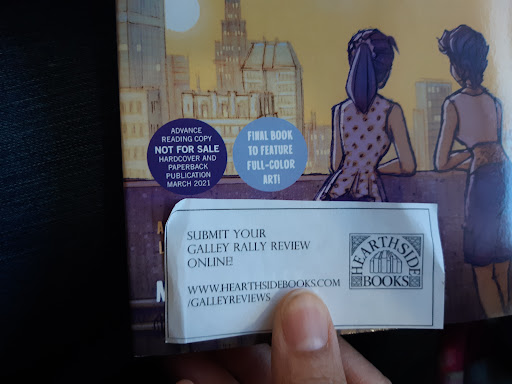 ADVANCE
READING COPY
NOT FOR SALE
HARDCOVER AND
PAPERBACK
PUBLICATION
MARCH 2021
FINAL BOOK
TO FEATURE
FULL-COLOR
ART!
SUBMIT YOUR
GALLEY RALLY REVIEW
ONLINE!
WWW.HEARTHSIDEBOOKS.COM
/GALLEYREVIEWS
HEARTHSIDE
BOOKS